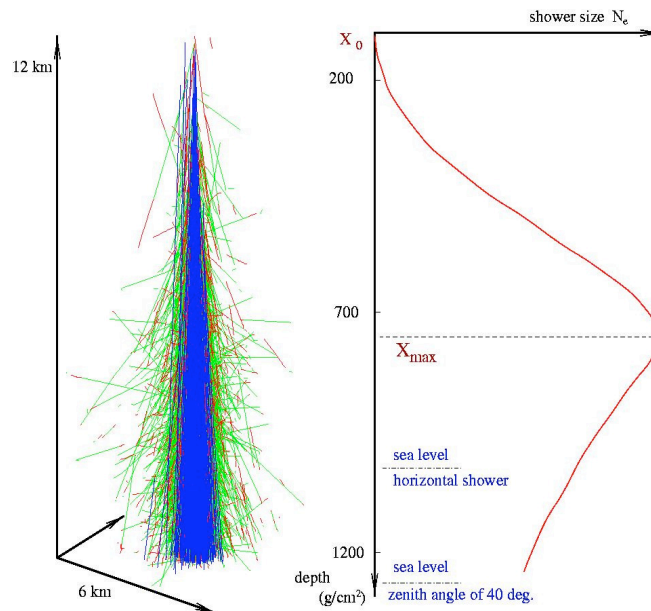 shower size N_e
X_0
12 km
200
700
X_max
sea level
horizontal shower
1200
sea level
depth
(g/cm²)
zenith angle of 40 deg.
6 km